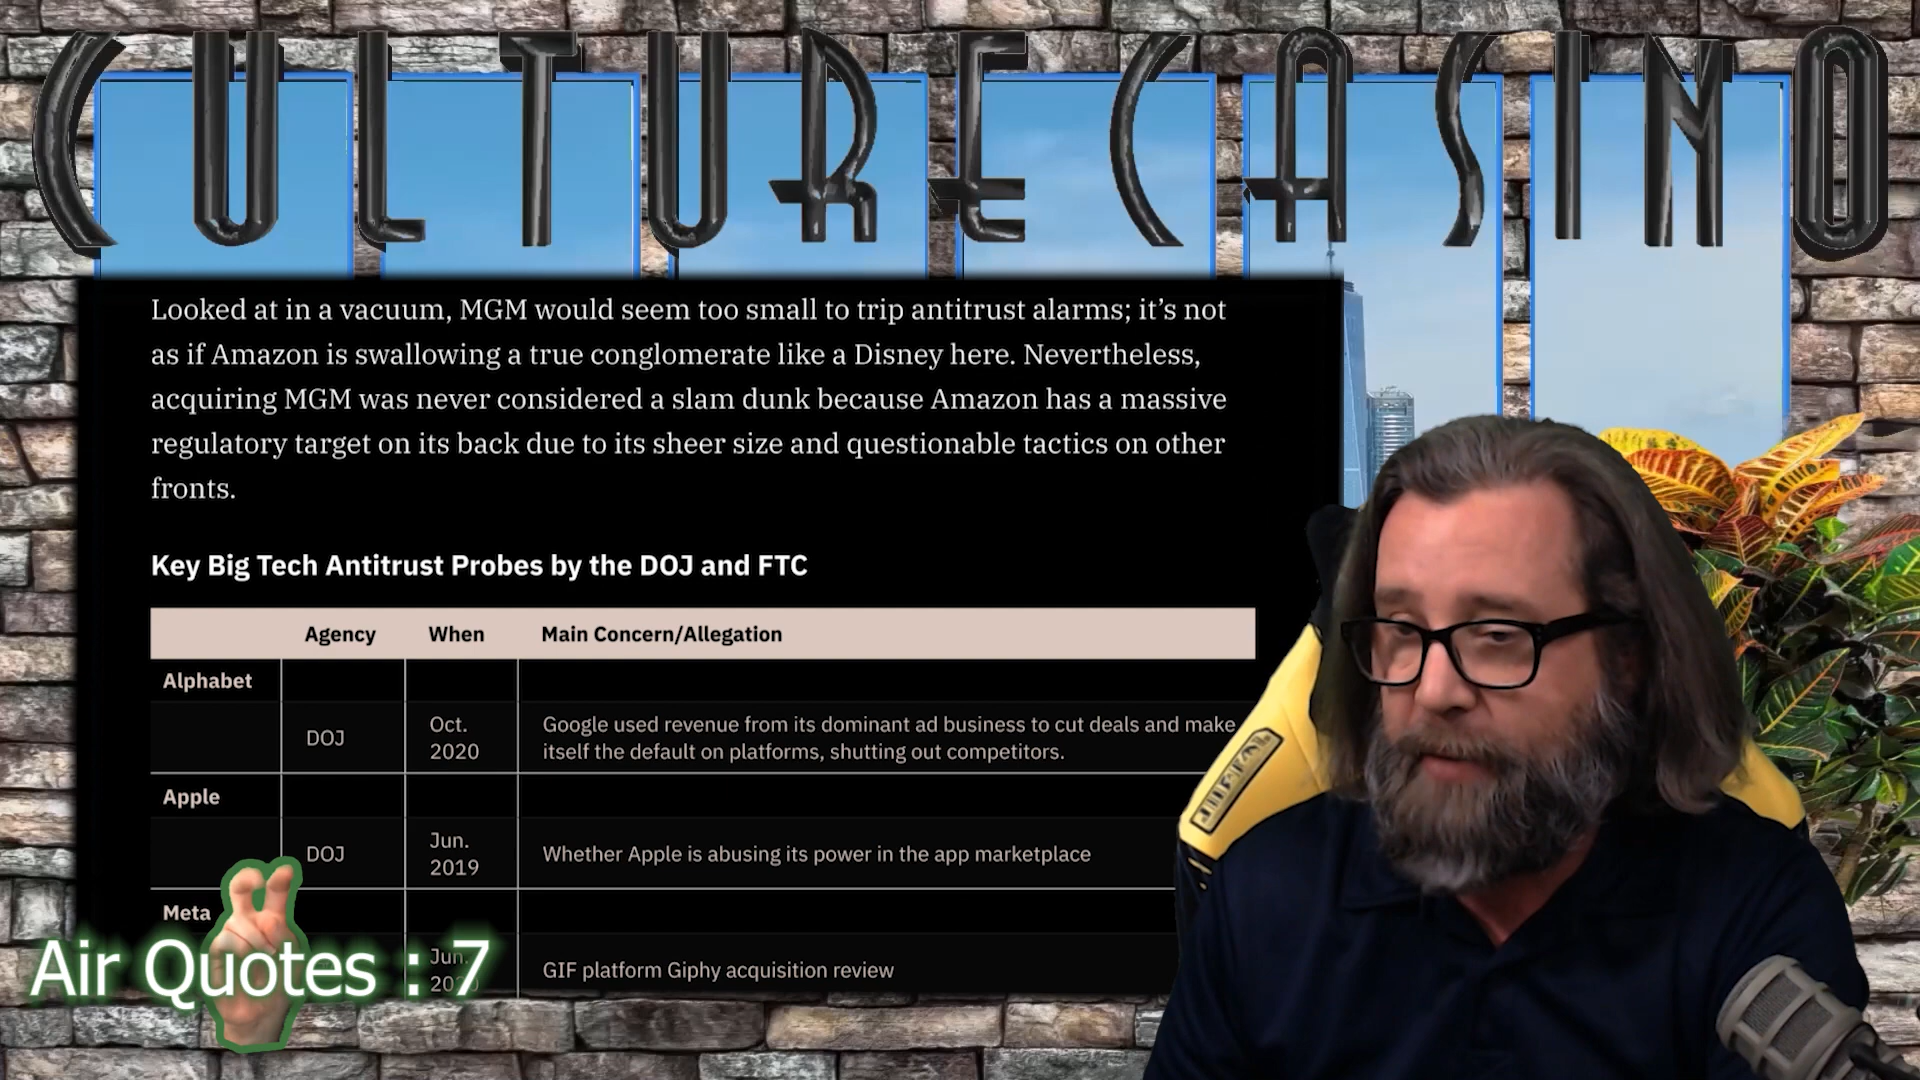 CULTURE CASINO
Looked at in a vacuum, MGM would seem too small to trip antitrust alarms; it’s not
as if Amazon is swallowing a true conglomerate like a Disney here. Nevertheless,
acquiring MGM was never considered a slam dunk because Amazon has a massive
regulatory target on its back due to its sheer size and questionable tactics on other
fronts.
Key Big Tech Antitrust Probes by the DOJ and FTC
Agency When Main Concern/Allegation
Alphabet
DOJ Oct. 2020 Google used revenue from its dominant ad business to cut deals and make
itself the default on platforms, shutting out competitors.
Apple
DOJ Jun. 2019 Whether Apple is abusing its power in the app marketplace
Meta
Jun. GIF platform Giphy acquisition review
Air Quotes : 7